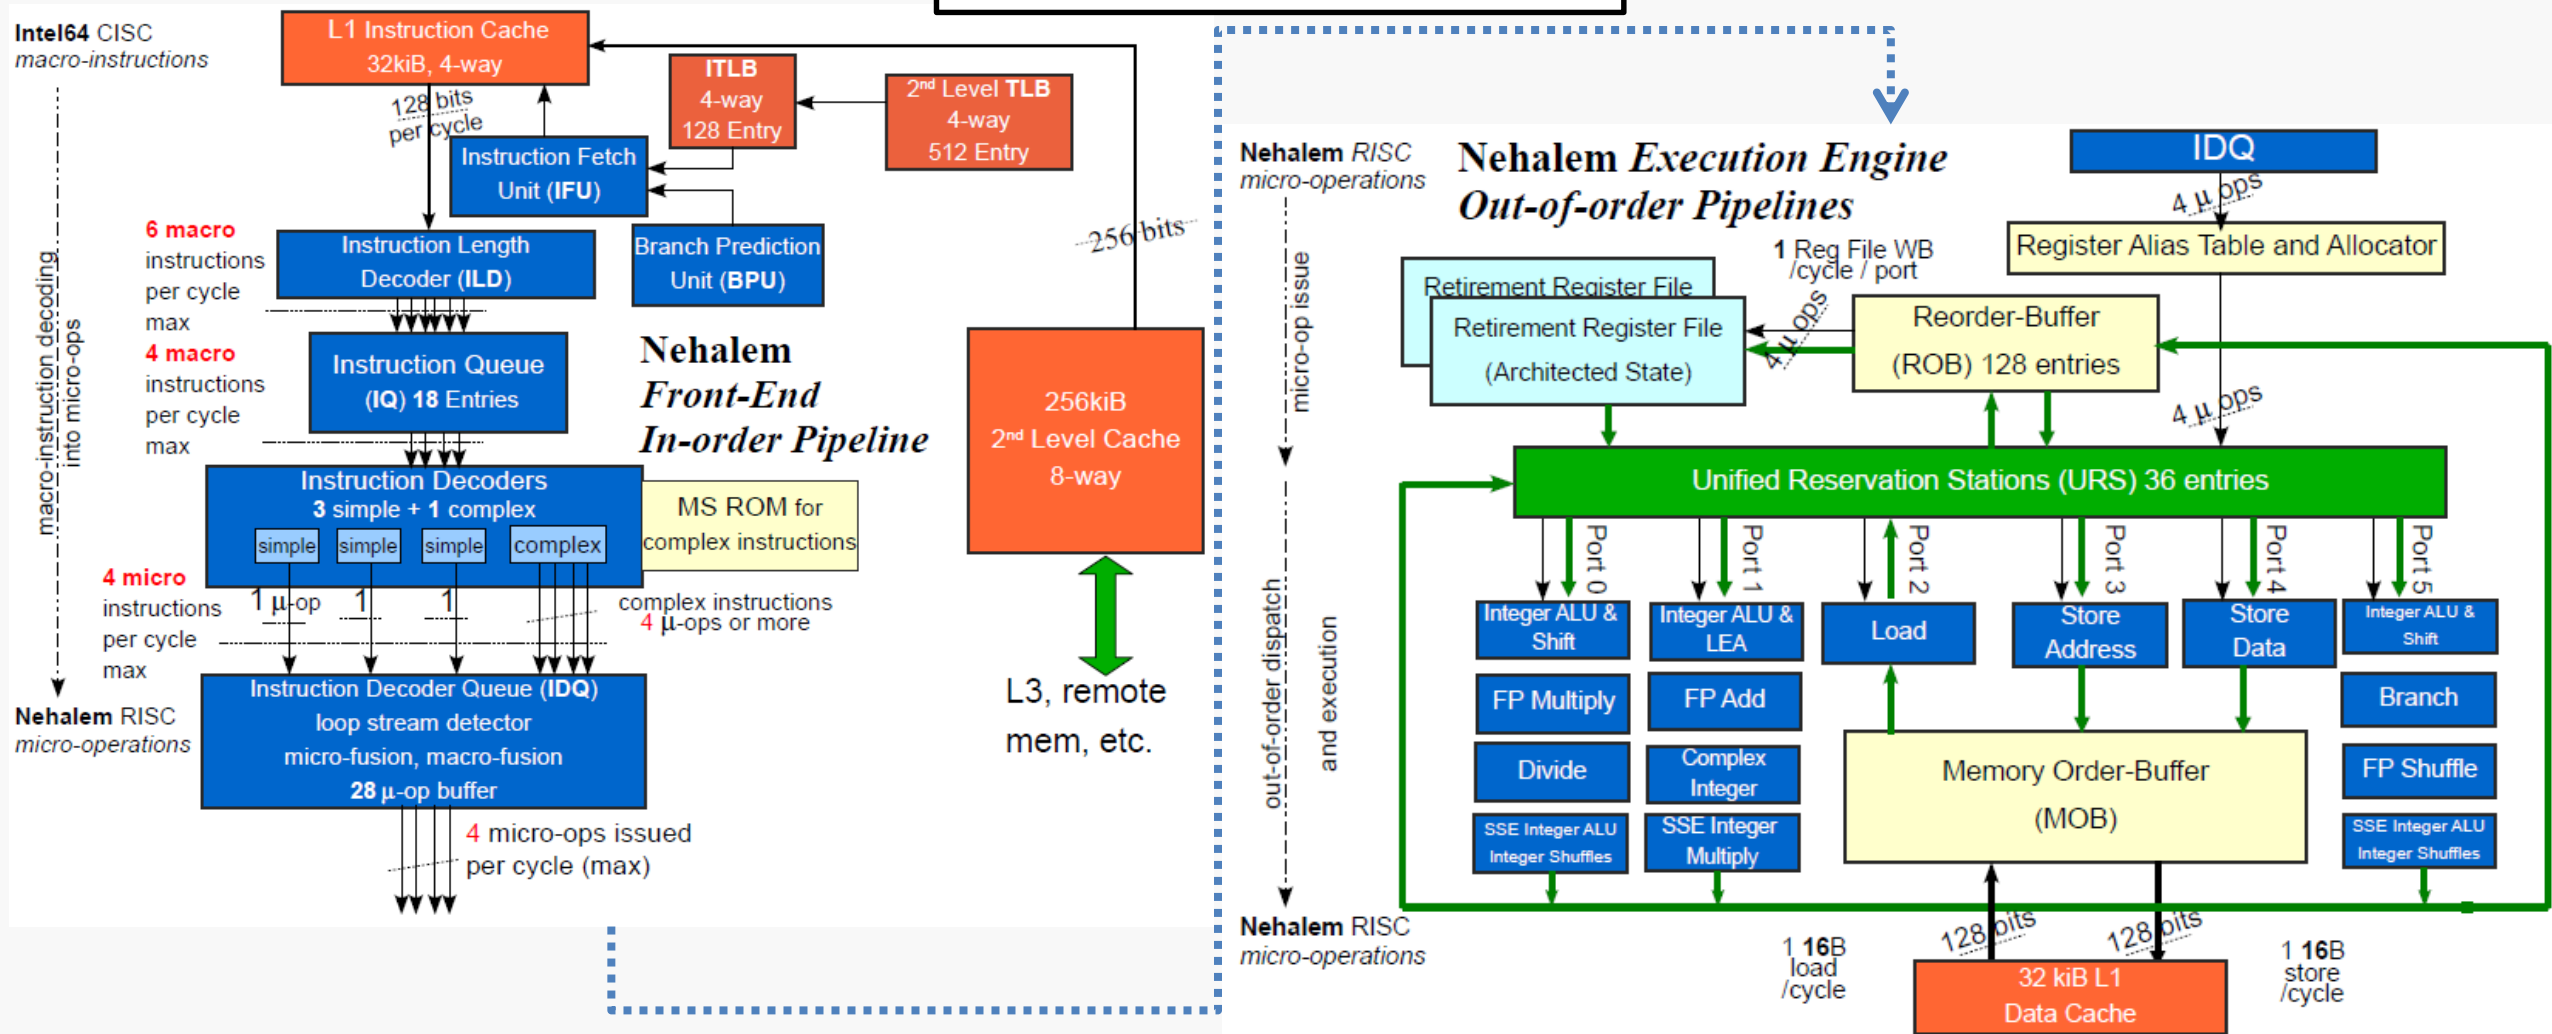 Intel64 CISC
macro-instructions
L1 Instruction Cache
32kiB, 4-way
128 bits
per cycle
ITLB
4-way
128 Entry
2nd Level TLB
4-way
512 Entry
Instruction Fetch
Unit (IFU)
6 macro
instructions
per cycle
max
Instruction Length
Decoder (ILD)
Branch Prediction
Unit (BPU)
256 bits
macro-instruction decoding
into micro-ops
4 macro
instructions
per cycle
max
Instruction Queue
(IQ) 18 Entries
Nehalem
Front-End
In-order Pipeline
256kiB
2nd Level Cache
8-way
Instruction Decoders
3 simple + 1 complex
simple
simple
simple
complex
MS ROM for
complex instructions
4 micro
instructions
per cycle
max
1 μ-op
1
1
complex instructions
4 μ-ops or more
L3, remote
mem, etc.
Nehalem RISC
micro-operations
Instruction Decoder Queue (IDQ)
loop stream detector
micro-fusion, macro-fusion
28 μ-op buffer
4 micro-ops issued
per cycle (max)
Nehalem RISC
micro-operations
Nehalem Execution Engine
Out-of-order Pipelines
IDQ
4 μ ops
Register Alias Table and Allocator
1 Reg File WB
/cycle / port
4 μ ops
Retirement Register File
Retirement Register File
(Architected State)
Reorder-Buffer
(ROB) 128 entries
micro-op issue
4 μ ops
Unified Reservation Stations (URS) 36 entries
Port 0
Port 1
Port 2
Port 3
Port 4
Port 5
out-of-order dispatch
and execution
Integer ALU &
Shift
Integer ALU &
LEA
Load
Store
Address
Store
Data
Integer ALU &
Shift
FP Multiply
FP Add
Branch
Divide
Complex
Integer
Memory Order-Buffer
(MOB)
FP Shuffle
SSE Integer ALU
Integer Shuffles
SSE Integer
Multiply
SSE Integer ALU
Integer Shuffles
Nehalem RISC
micro-operations
1 16B
load
/cycle
128 bits
128 bits
1 16B
store
/cycle
32 kiB L1
Data Cache